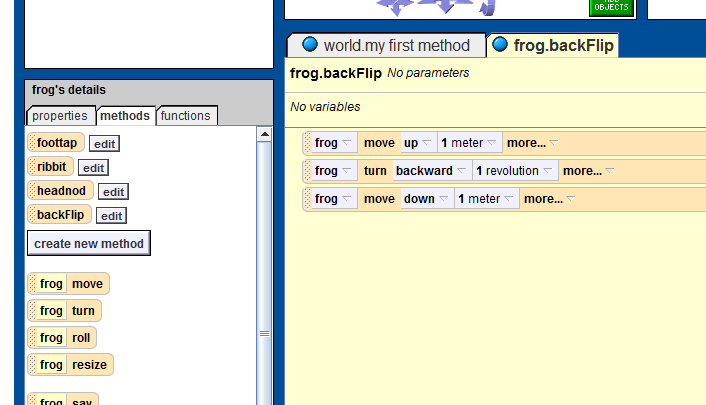 ADD
OBJECTS
world.my first method
frog.backFlip
frog.backFlip No parameters
No variables
frog move up 1 meter more...
frog turn backward 1 revolution more...
frog move down 1 meter more...
frog's details
properties methods functions
foottap edit
ribbit edit
headnod edit
backFlip edit
create new method
frog move
frog turn
frog roll
frog resize
frog say